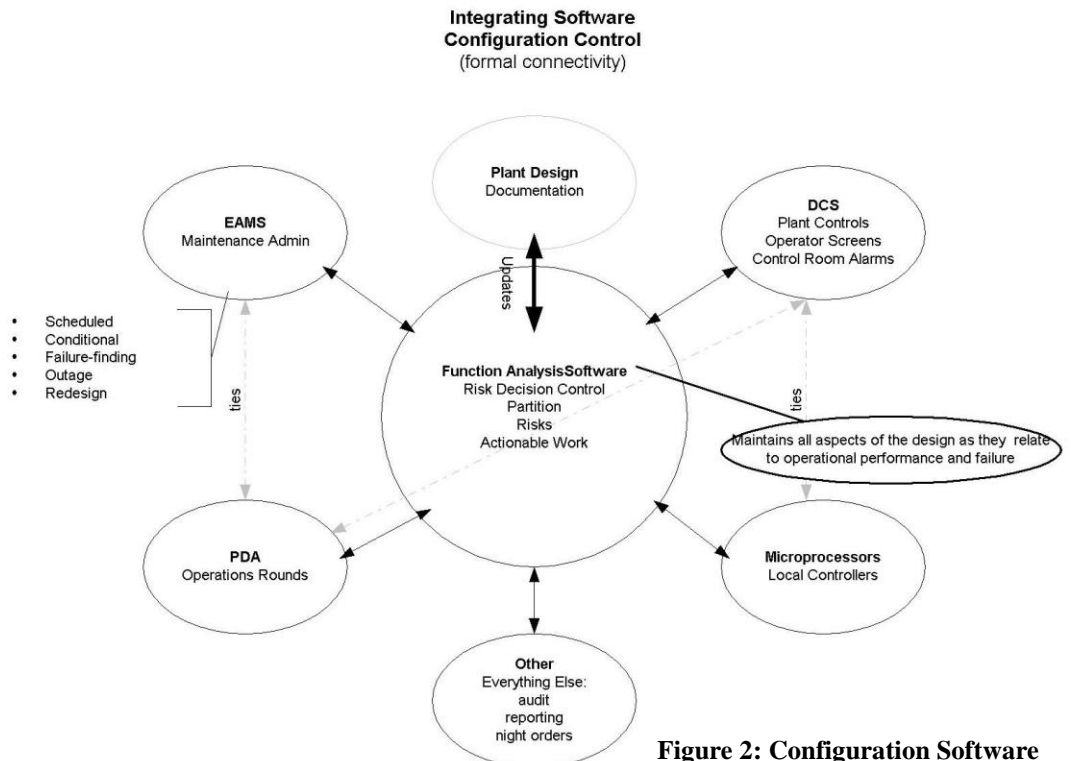 Integrating Software
Configuration Control
(formal connectivity)
Plant Design
Documentation
EAMS
Maintenance Admin
DCS
Plant Controls
Operator Screens
Control Room Alarms
Updates
• Scheduled
• Conditional
• Failure-finding
• Outage
• Redesign
ties
Function AnalysisSoftware
Risk Decision Control
Partition
Risks
Actionable Work
ties
Maintains all aspects of the design as they relate
to operational performance and failure
PDA
Operations Rounds
Microprocessors
Local Controllers
Other
Everything Else:
audit
reporting
night orders
Figure 2: Configuration Software